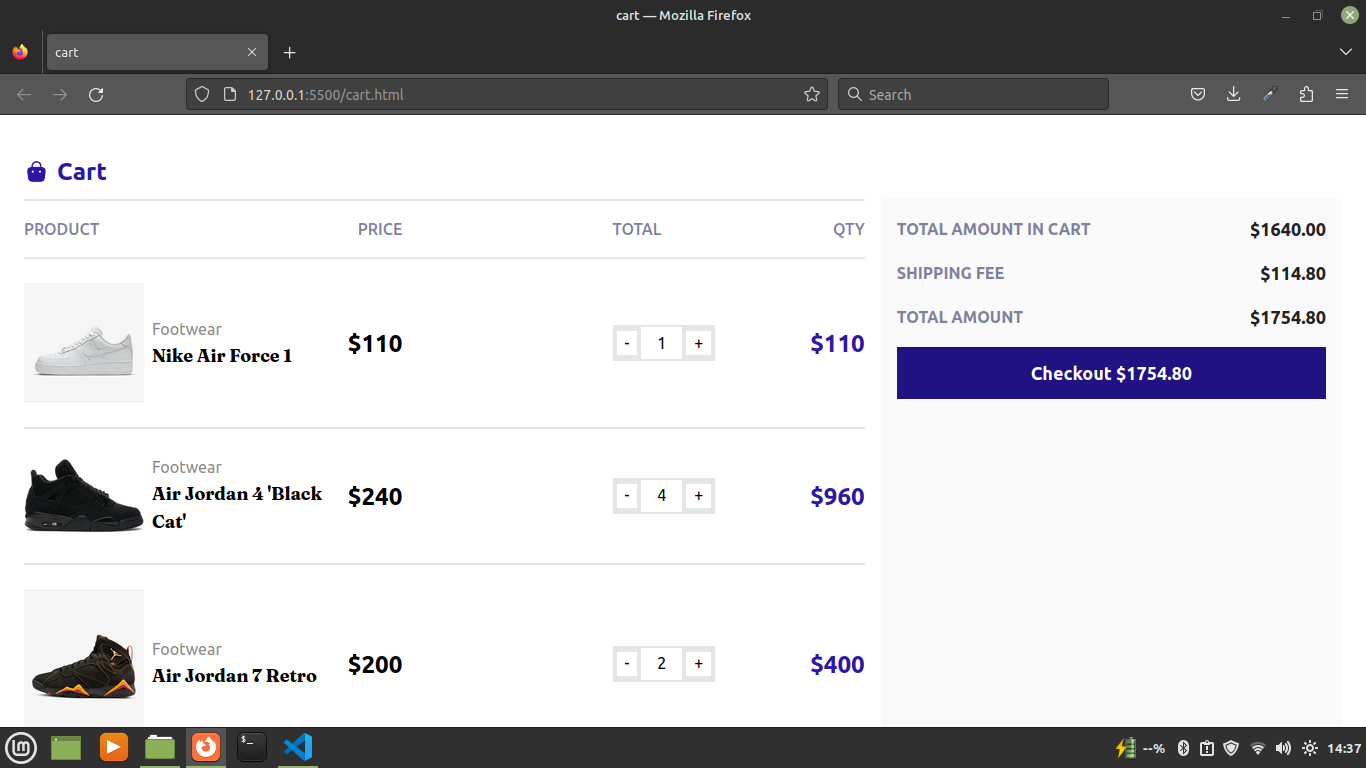 cart — Mozilla Firefox
cart
127.0.0.1:5500/cart.html
Search
Cart
PRODUCT PRICE TOTAL QTY
Footwear
Nike Air Force 1
$110 - 1 + $110
Footwear
Air Jordan 4 'Black
Cat'
$240 - 4 + $960
Footwear
Air Jordan 7 Retro
$200 - 2 + $400
TOTAL AMOUNT IN CART $1640.00
SHIPPING FEE $114.80
TOTAL AMOUNT $1754.80
Checkout $1754.80
--% 14:37